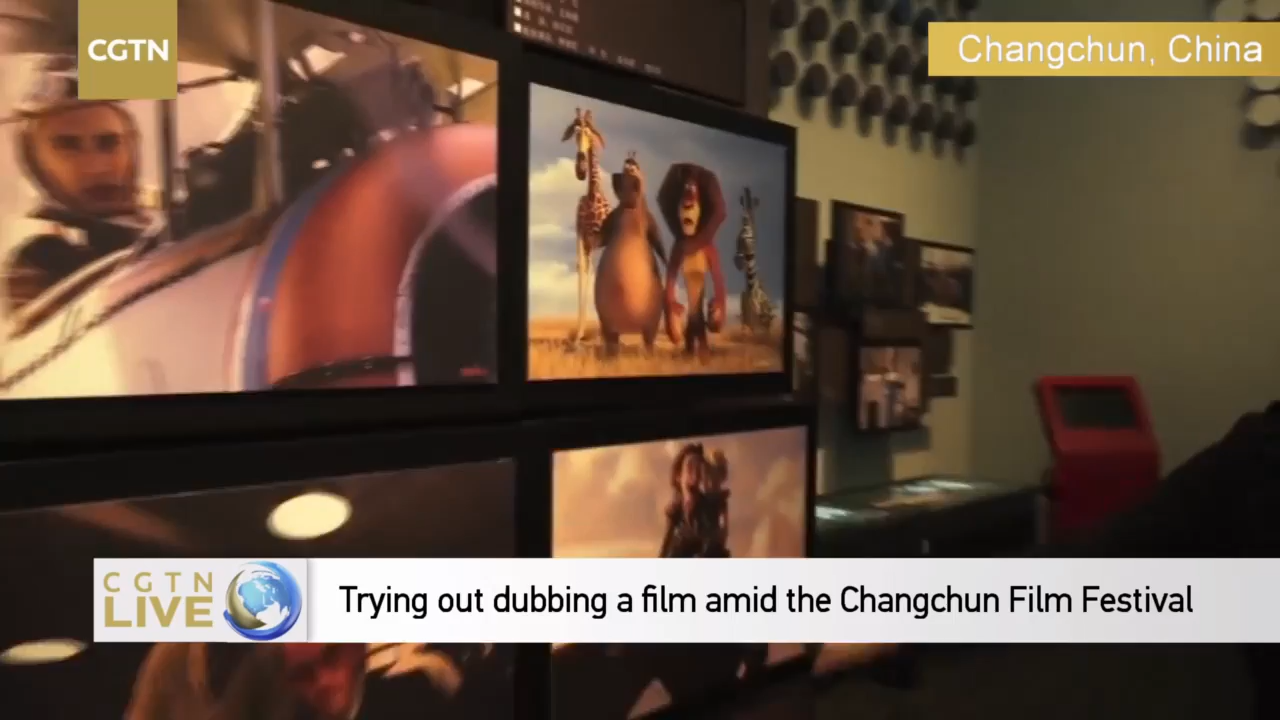 CGTN
Changchun, China
CGTN
LIVE
Trying out dubbing a film amid the Changchun Film Festival